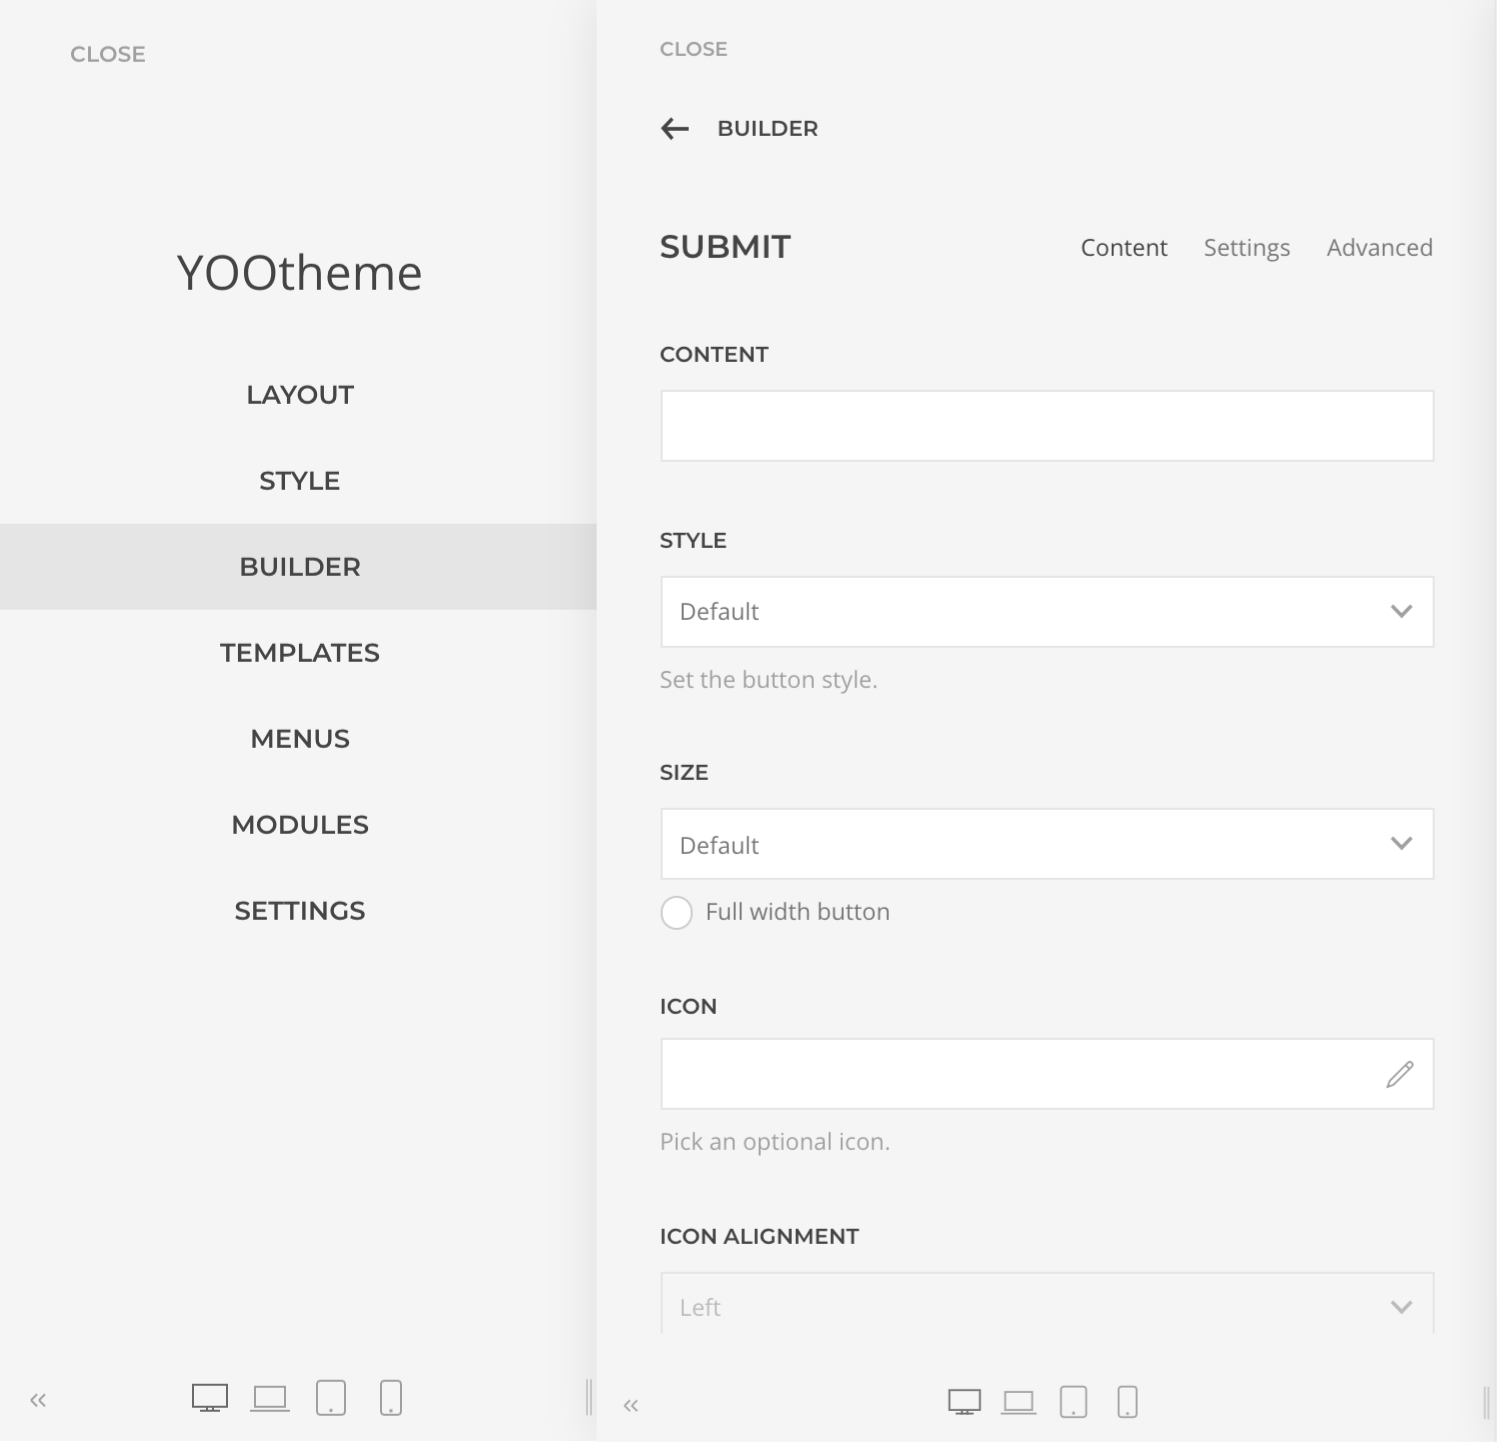 CLOSE
YOOtheme
LAYOUT
STYLE
BUILDER
TEMPLATES
MENUS
MODULES
SETTINGS
CLOSE
BUILDER
SUBMIT Content Settings Advanced
CONTENT
STYLE
Default
Set the button style.
SIZE
Default
Full width button
ICON
Pick an optional icon.
ICON ALIGNMENT
Left